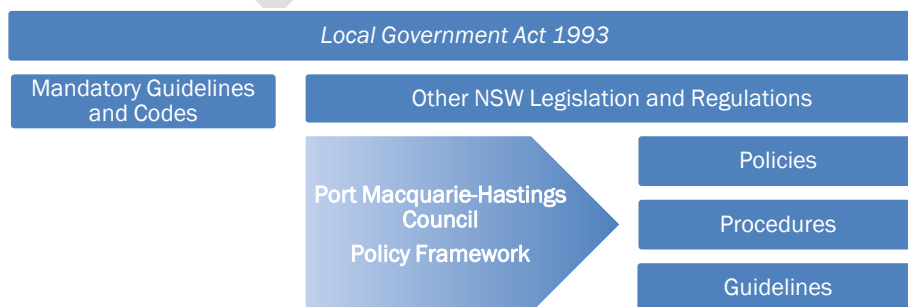 Local Government Act 1993
Mandatory Guidelines
and Codes
Other NSW Legislation and Regulations
Port Macquarie-Hastings
Council
Policy Framework
Policies
Procedures
Guidelines